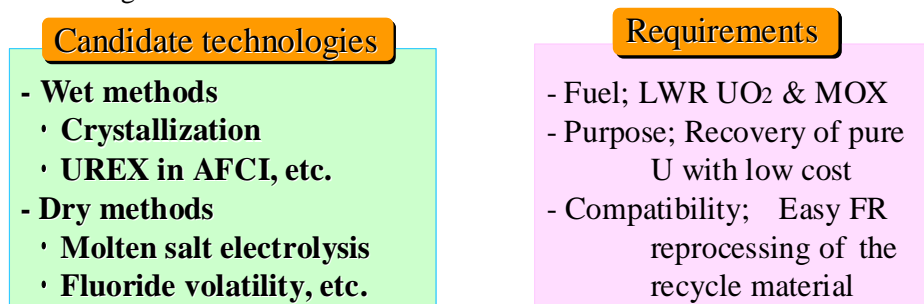 Candidate technologies
- Wet methods
・Crystallization
・UREX in AFCI, etc.
- Dry methods
・Molten salt electrolysis
・Fluoride volatility, etc.
Requirements
- Fuel; LWR UO2 & MOX
- Purpose; Recovery of pure
U with low cost
- Compatibility; Easy FR
reprocessing of the
recycle material